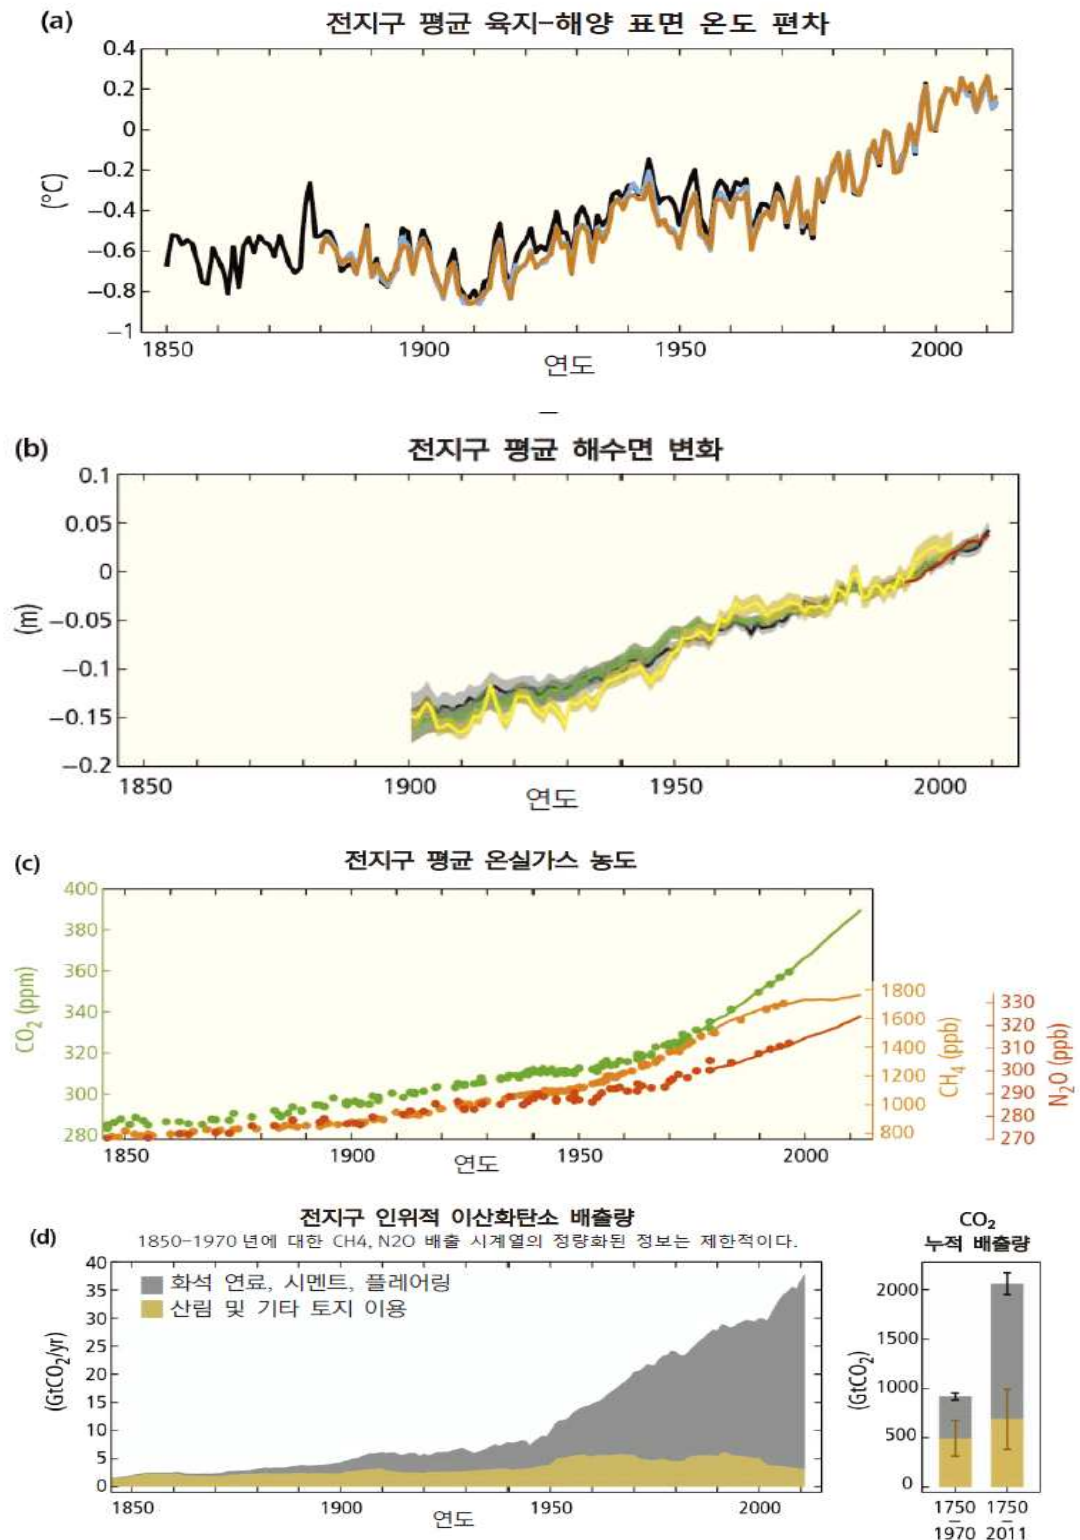 (a) 전지구 평균 육지-해양 표면 온도 편차
0.4
0.2
0
−0.2
−0.4
−0.6
−0.8
−1
(°C)
1850 1900 1950 2000
연도
(b) 전지구 평균 해수면 변화
0.1
0.05
0
−0.05
−0.1
−0.15
−0.2
(m)
1850 1900 1950 2000
연도
(c) 전지구 평균 온실가스 농도
400
380
360
340
320
300
280
CO₂ (ppm)
1800
1600
1400
1200
1000
800
CH₄ (ppb)
330
320
310
300
290
280
270
N₂O (ppb)
1850 1900 1950 2000
연도
(d) 전지구 인위적 이산화탄소 배출량
1850-1970년에 대한 CH4, N2O 배출 시계열의 정량화된 정보는 제한적이다.
화석 연료, 시멘트, 플레어링
산림 및 기타 토지 이용
40
35
30
25
20
15
10
5
0
(GtCO₂/yr)
1850 1900 1950 2000
연도
CO₂
누적 배출량
2000
1500
1000
500
0
(GtCO₂)
1750 1750
– –
1970 2011